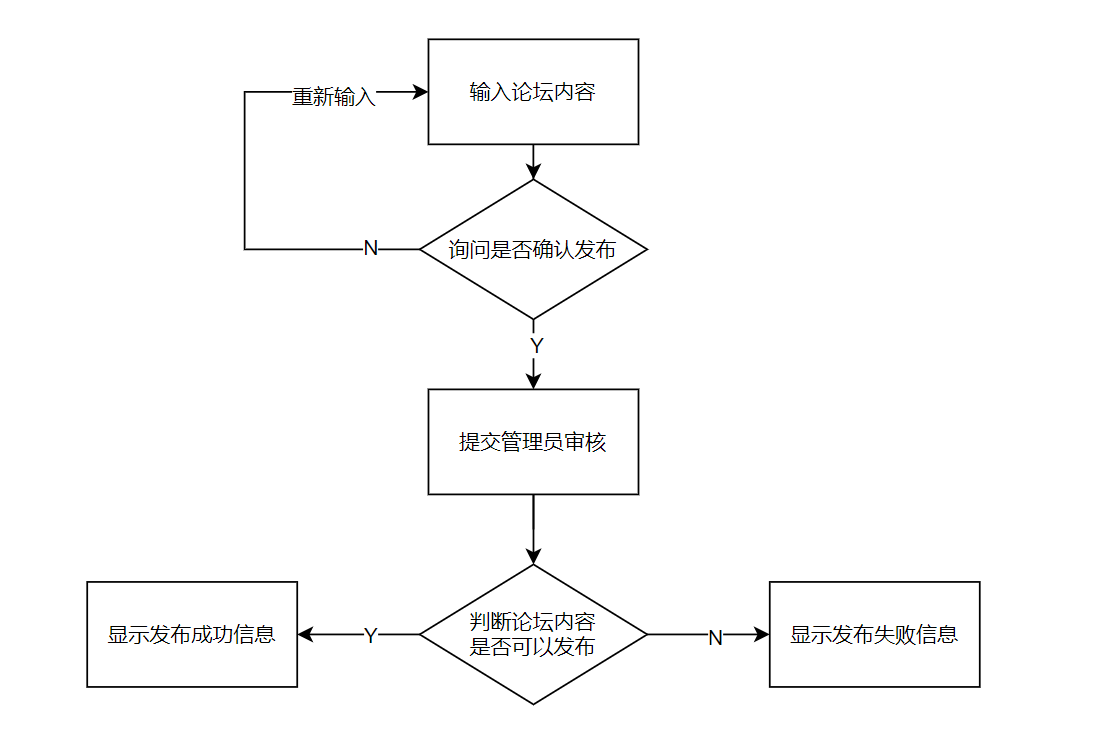 输入论坛内容
重新输入
询问是否确认发布
N
Y
提交管理员审核
判断论坛内容
是否可以发布
显示发布成功信息
Y
N
显示发布失败信息